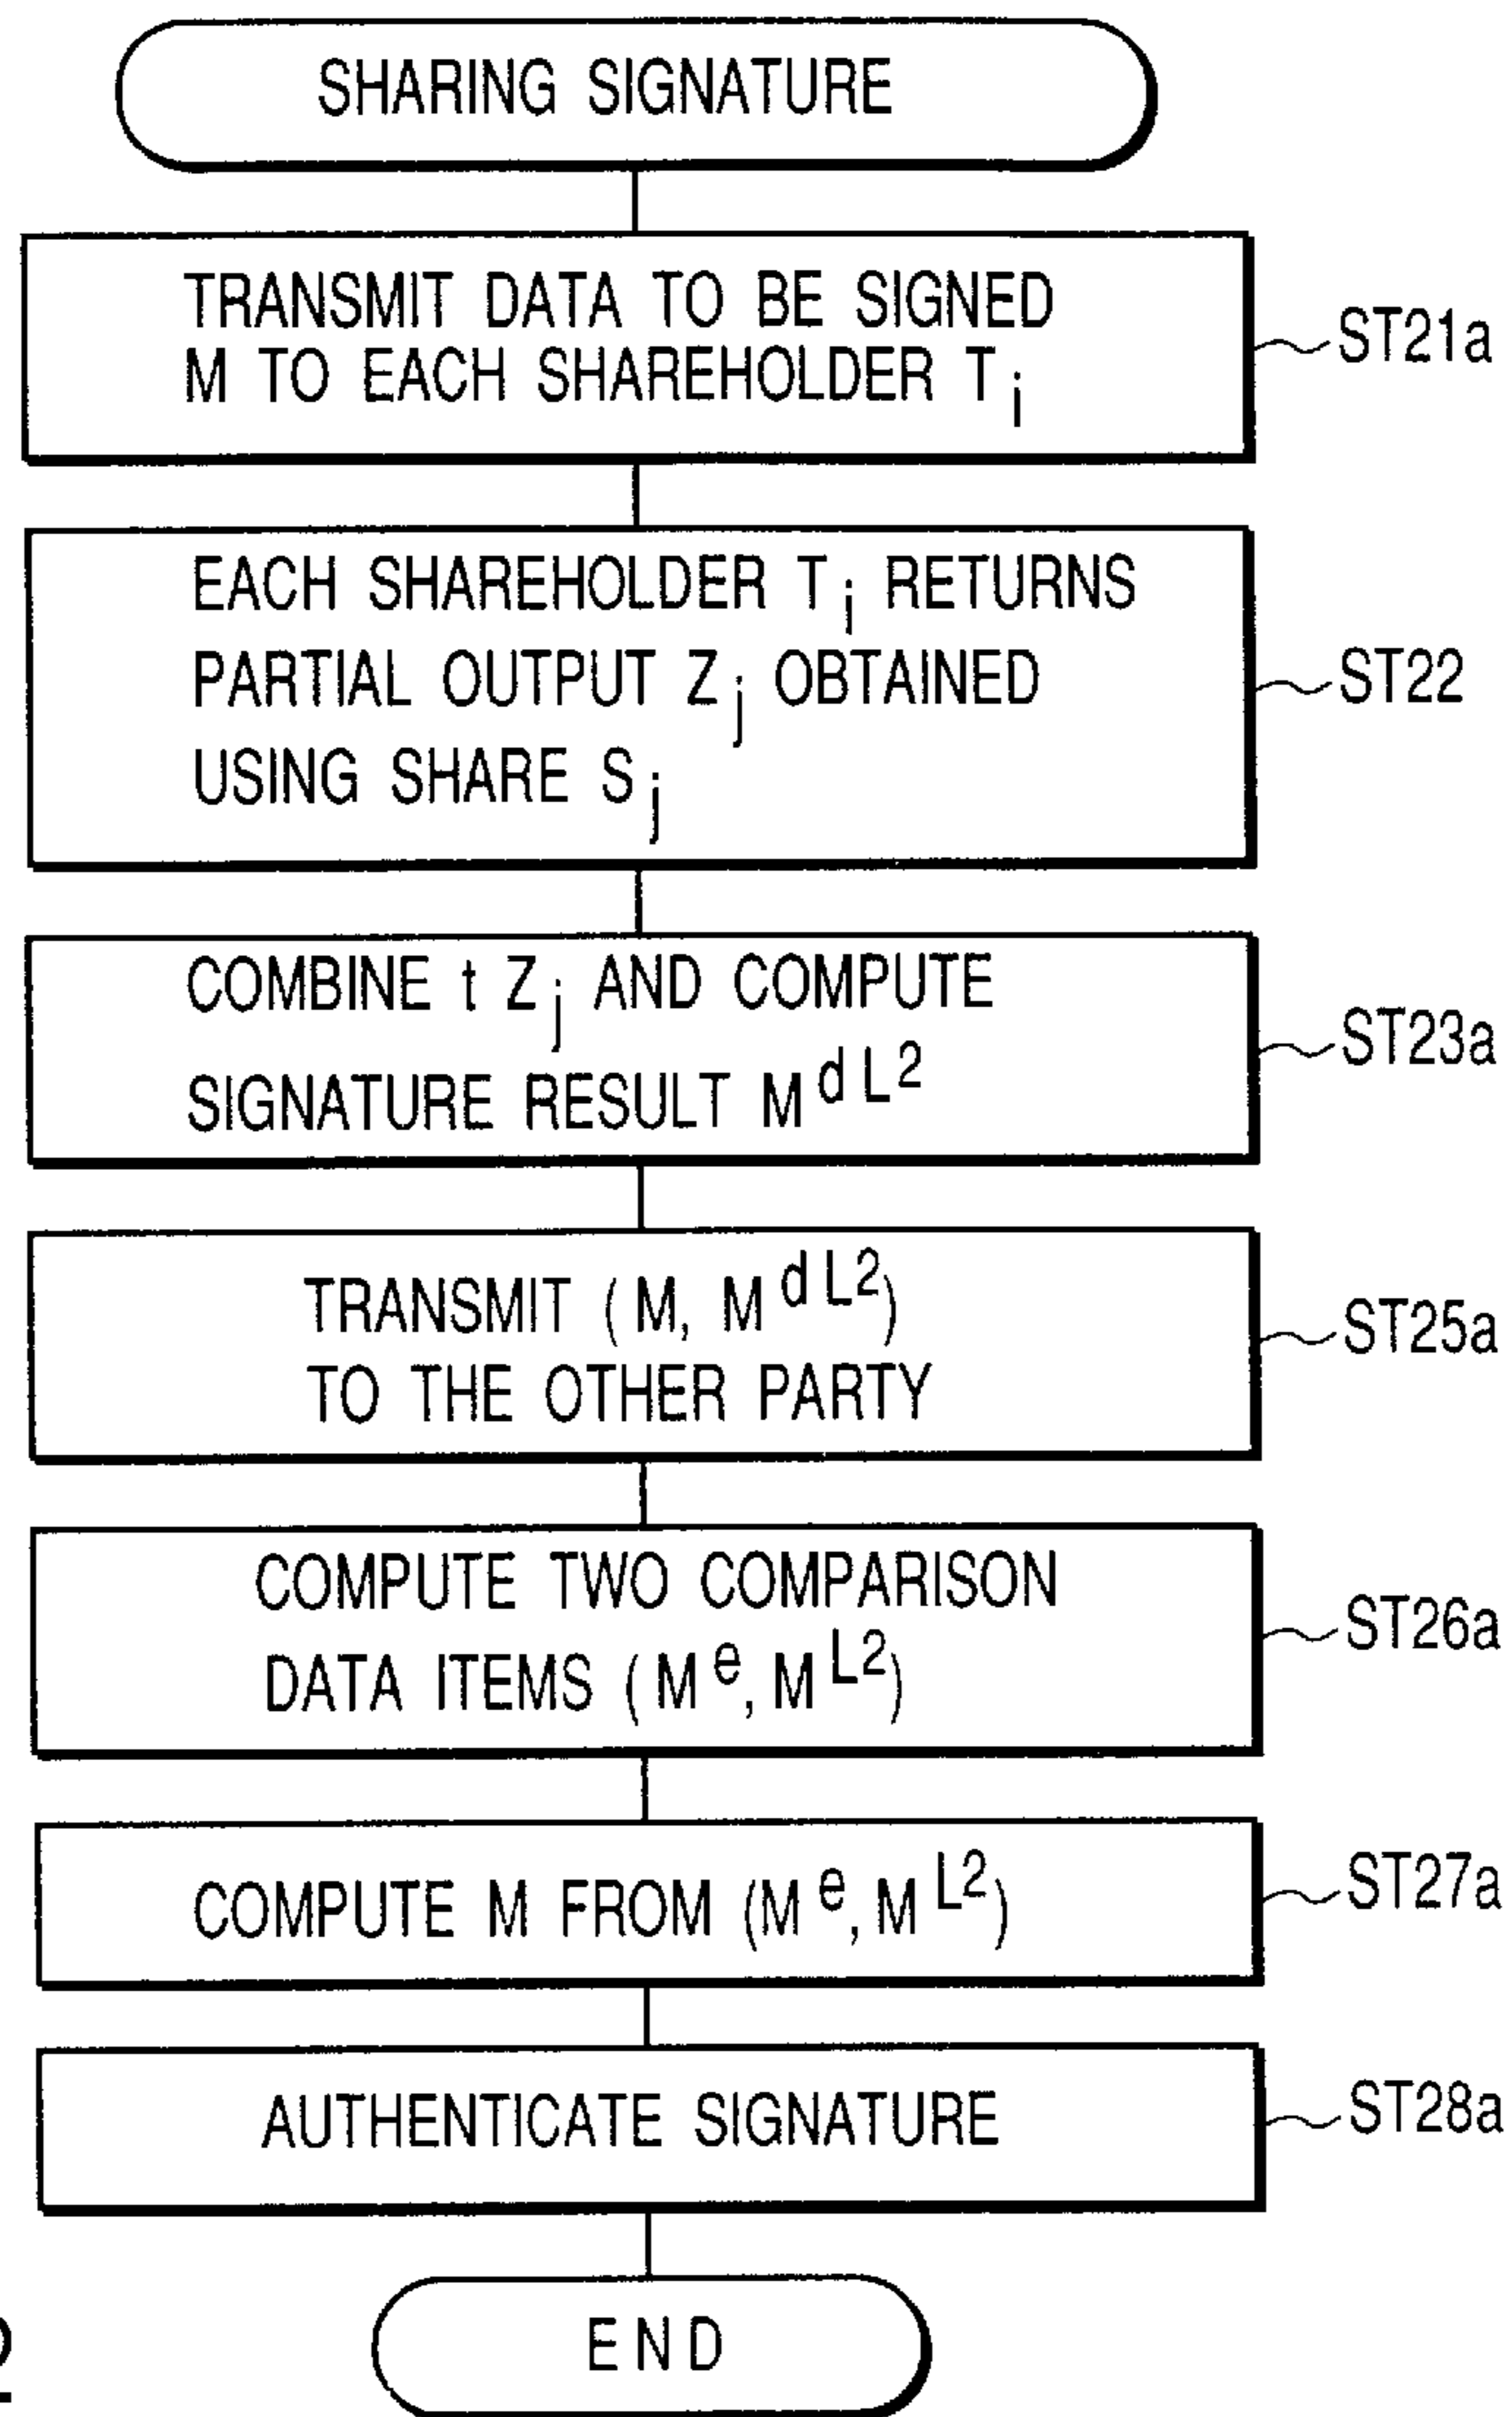 SHARING SIGNATURE
TRANSMIT DATA TO BE SIGNED
M TO EACH SHAREHOLDER T i
ST21a
EACH SHAREHOLDER T i RETURNS
PARTIAL OUTPUT Z j OBTAINED
USING SHARE S j
ST22
COMBINE t Z j AND COMPUTE
SIGNATURE RESULT M d L2
ST23a
TRANSMIT (M, M d L2)
TO THE OTHER PARTY
ST25a
COMPUTE TWO COMPARISON
DATA ITEMS (M e, M L2)
ST26a
COMPUTE M FROM (M e, M L2)
ST27a
AUTHENTICATE SIGNATURE
ST28a
END